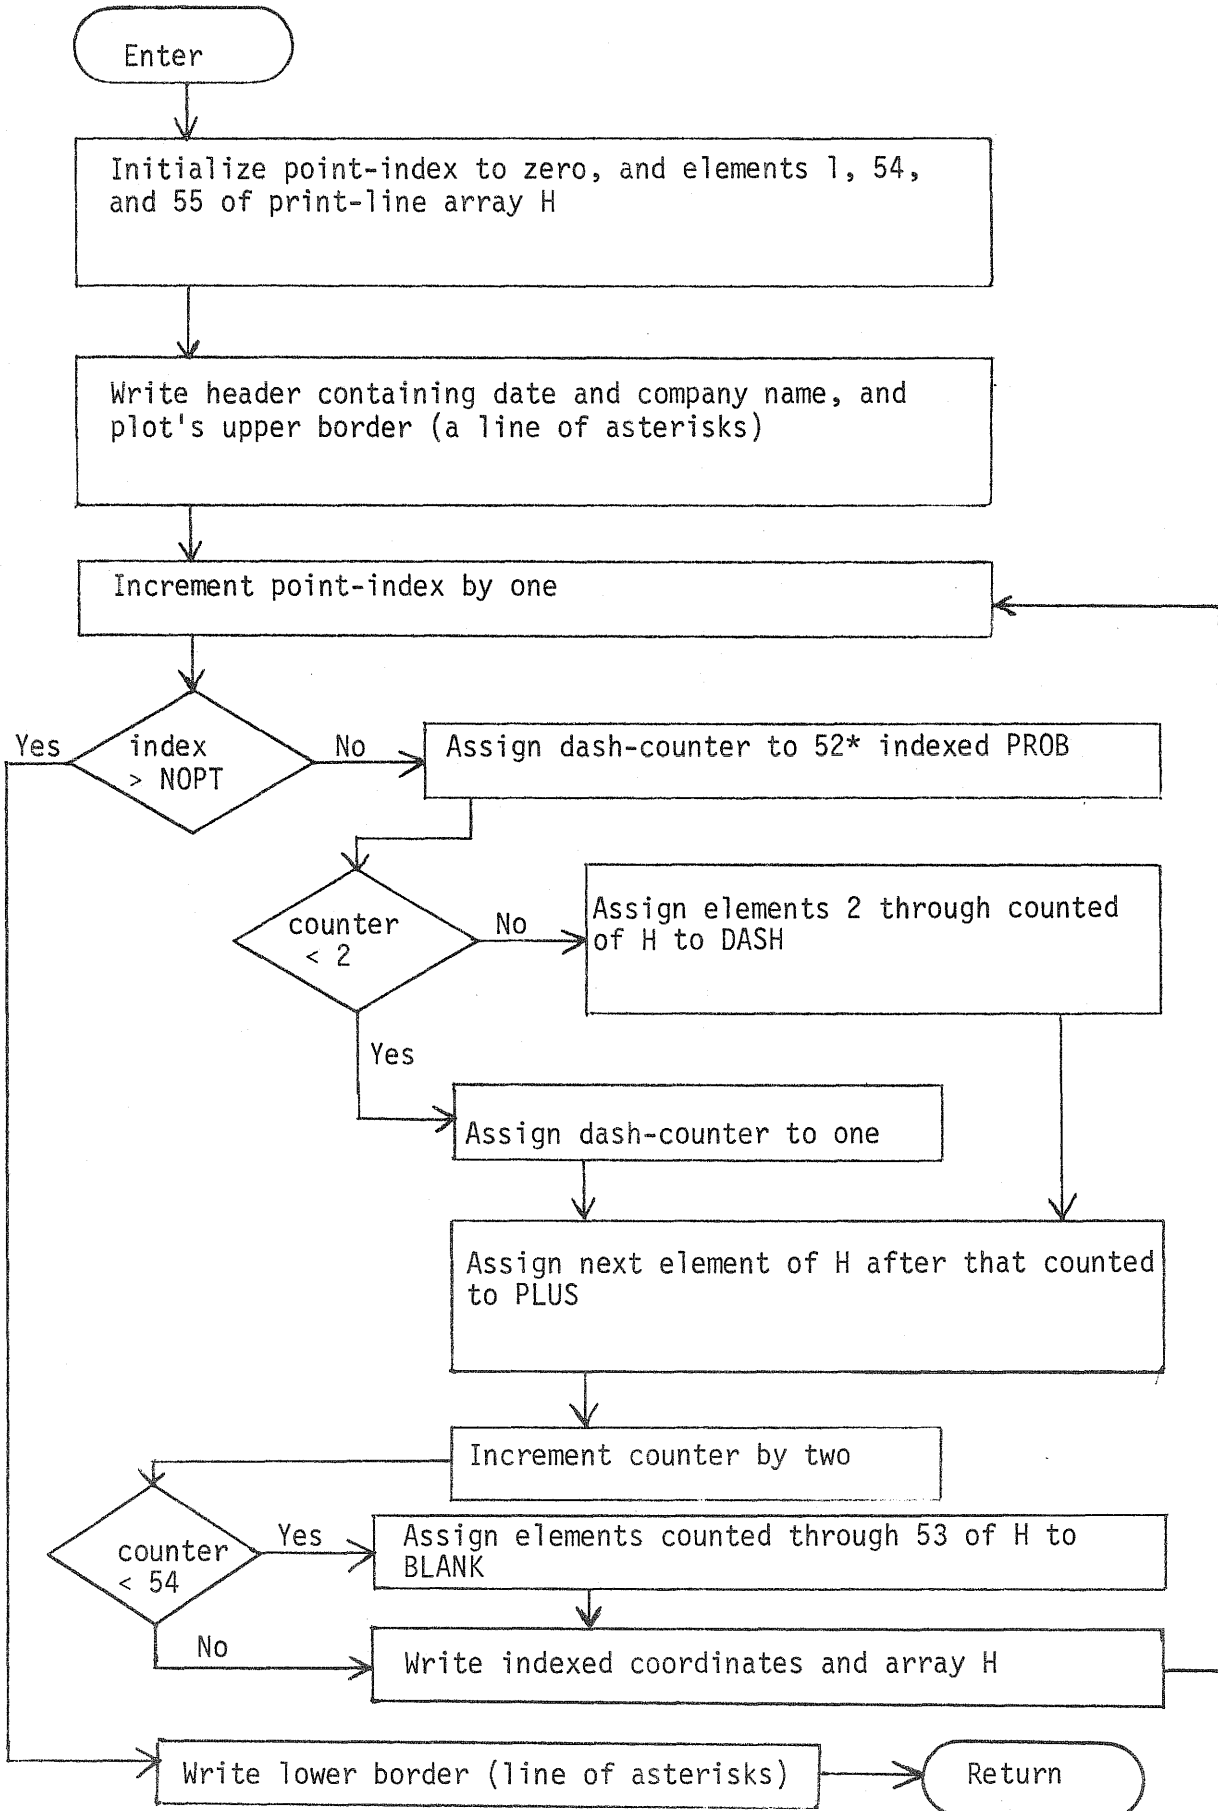 Enter
Initialize point-index to zero, and elements 1, 54,
and 55 of print-line array H
Write header containing date and company name, and
plot's upper border (a line of asterisks)
Increment point-index by one
Yes
index
> NOPT
No
Assign dash-counter to 52* indexed PROB
counter
< 2
No
Assign elements 2 through counted
of H to DASH
Yes
Assign dash-counter to one
Assign next element of H after that counted
to PLUS
Increment counter by two
counter
< 54
Yes
Assign elements counted through 53 of H to
BLANK
No
Write indexed coordinates and array H
Write lower border (line of asterisks)
Return